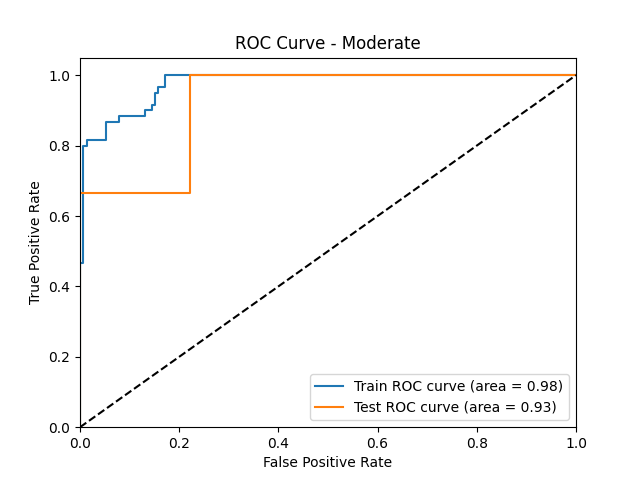 ROC Curve - Moderate
True Positive Rate
1.0
0.8
0.6
0.4
0.2
0.0
0.0 0.2 0.4 0.6 0.8 1.0
False Positive Rate
Train ROC curve (area = 0.98)
Test ROC curve (area = 0.93)